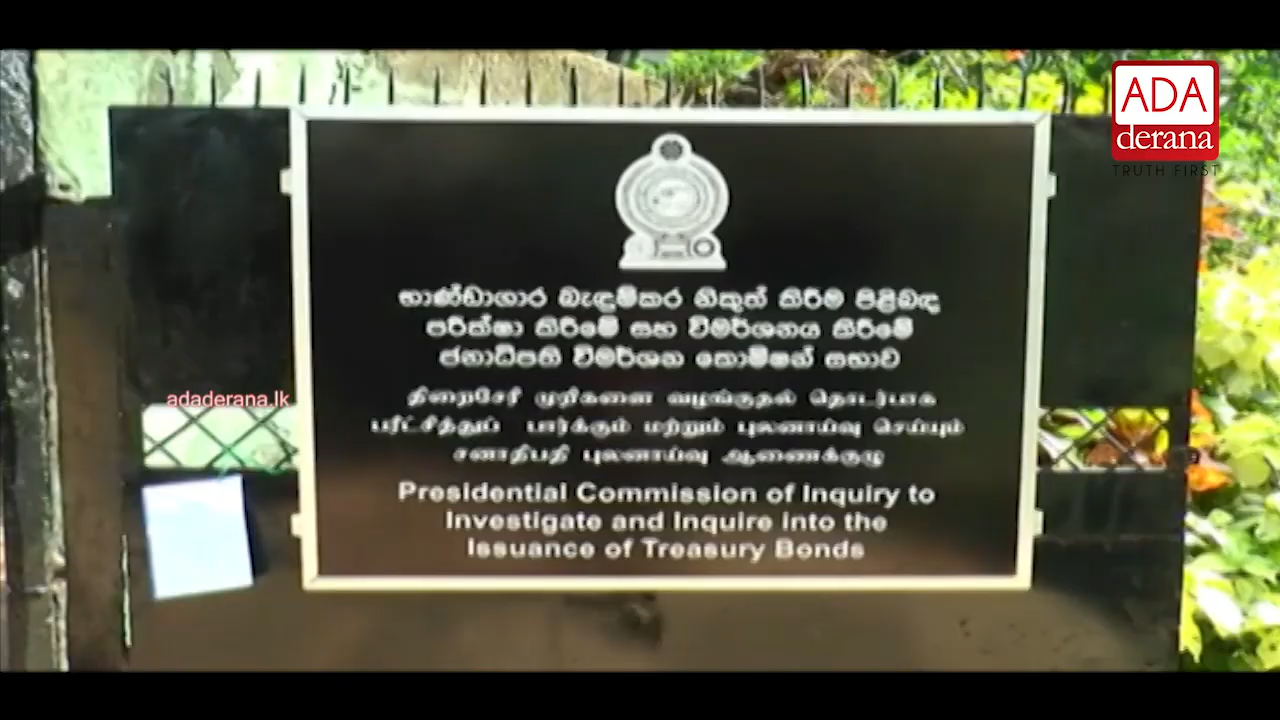 ADA
derana
TRUTH FIRST
භාණ්ඩාගාර බැඳුම්කර නිකුත් කිරීම පිළිබඳ
පරීක්ෂා කිරීමේ සහ විමර්ශනය කිරීමේ
ජනාධිපති විමර්ශන කොමිෂන් සභාව
adaderana.lk
திறைசேரி முறிகளை வழங்குதல் தொடர்பாக
பரீட்சித்துப் பார்க்கும் மற்றும் புலனாய்வு செய்யும்
சனாதிபதி புலனாய்வு ஆணைக்குழு
Presidential Commission of Inquiry to
Investigate and Inquire into the
Issuance of Treasury Bonds